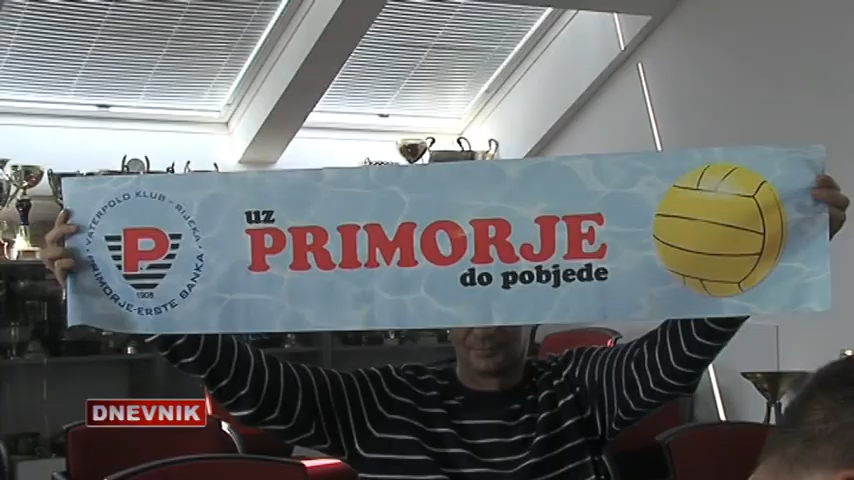 VATERPOLO KLUB - RIJEKA
P
1908
PRIMORJE-ERSTE BANKA
uz
PRIMORJE
do pobjede
DNEVNIK